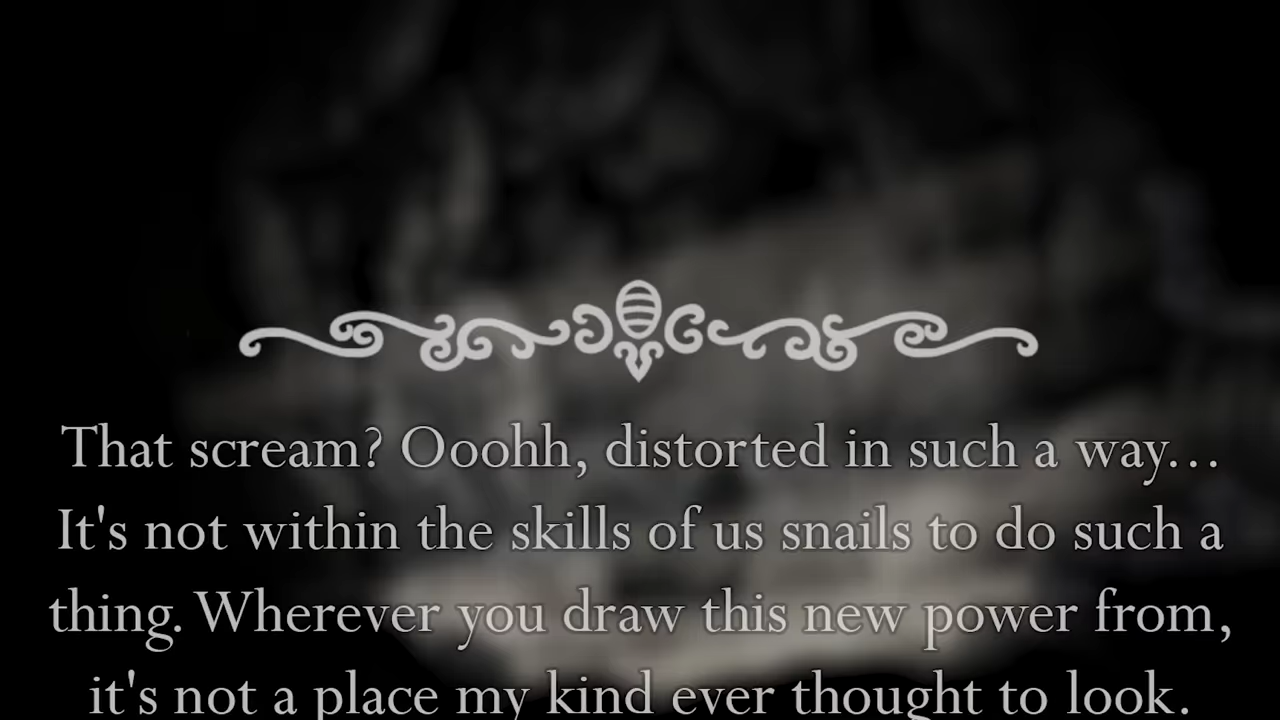 That scream? Ooohh, distorted in such a way...
It's not within the skills of us snails to do such a
thing. Wherever you draw this new power from,
it's not a place my kind ever thought to look.